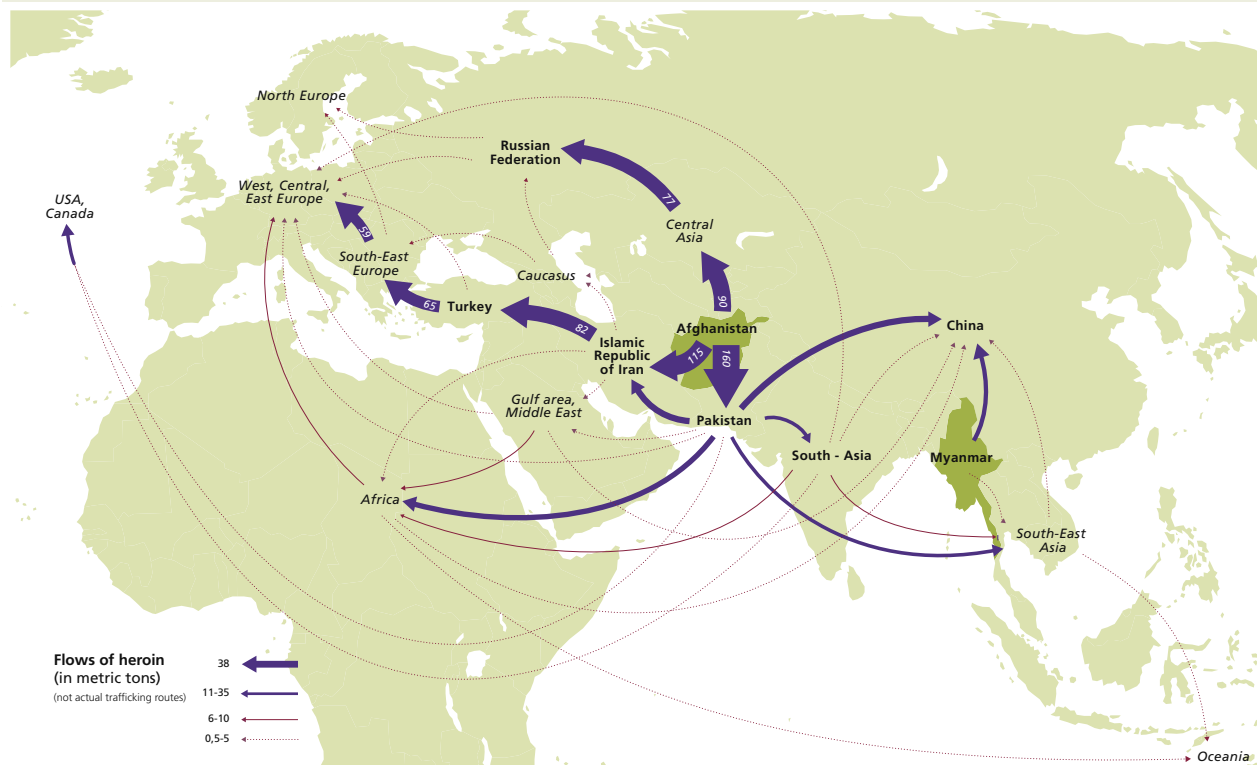 North Europe
Russian
Federation
West, Central,
East Europe
USA,
Canada
77
59
Central
Asia
South-East
Europe
Caucasus
90
65
Turkey
82
Afghanistan
China
Islamic
Republic
of Iran
115
160
Gulf area,
Middle East
Pakistan
South - Asia
Myanmar
Africa
South-East
Asia
Flows of heroin
(in metric tons)
(not actual trafficking routes)
38
11-35
6-10
0,5-5
Oceania